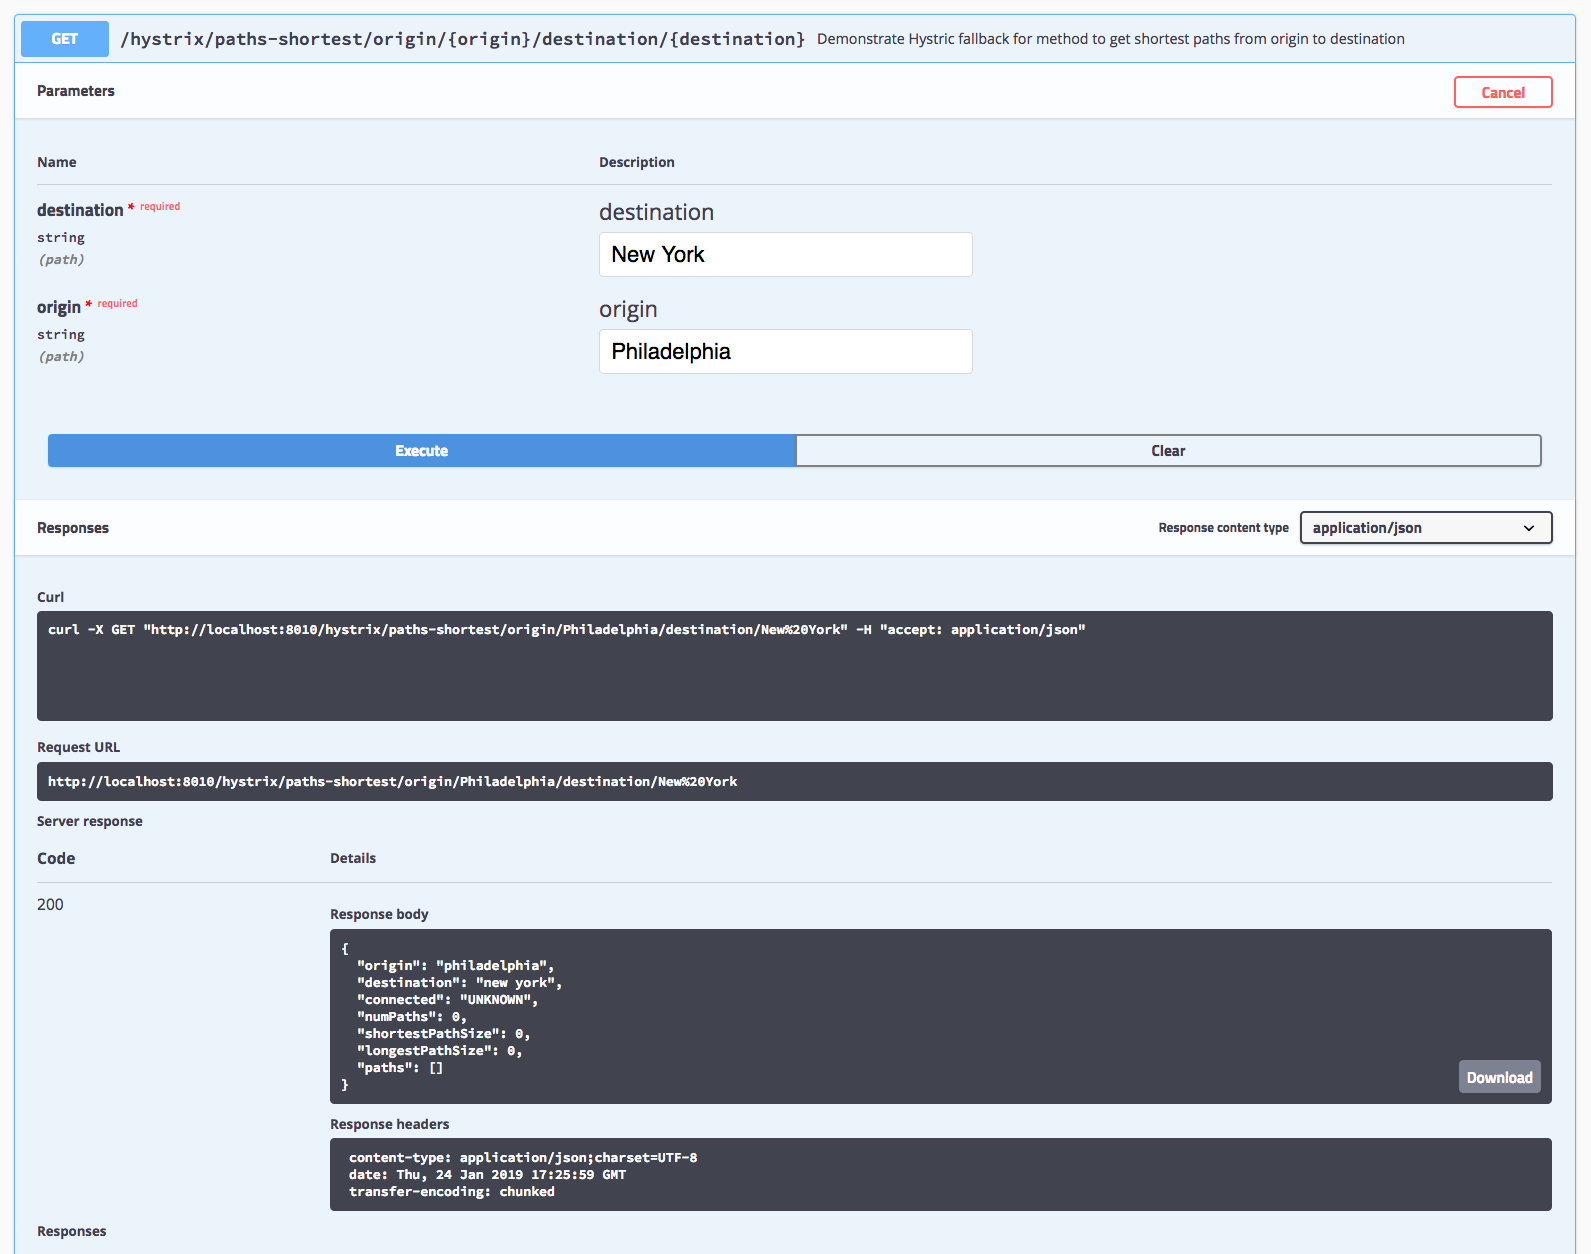 GET /hystrix/paths-shortest/origin/{origin}/destination/{destination} Demonstrate Hystric fallback for method to get shortest paths from origin to destination
Parameters
Cancel
Name Description
destination * required destination
string
New York
(path)
origin * required origin
string
Philadelphia
(path)
Execute Clear
Responses Response content type application/json
Curl
curl -X GET "http://localhost:8010/hystrix/paths-shortest/origin/Philadelphia/destination/New%20York" -H "accept: application/json"
Request URL
http://localhost:8010/hystrix/paths-shortest/origin/Philadelphia/destination/New%20York
Server response
Code Details
200
Response body
{
"origin": "philadelphia",
"destination": "new york",
"connected": "UNKNOWN",
"numPaths": 0,
"shortestPathSize": 0,
"longestPathSize": 0,
"paths": []
}
Download
Response headers
content-type: application/json;charset=UTF-8
date: Thu, 24 Jan 2019 17:25:59 GMT
transfer-encoding: chunked
Responses